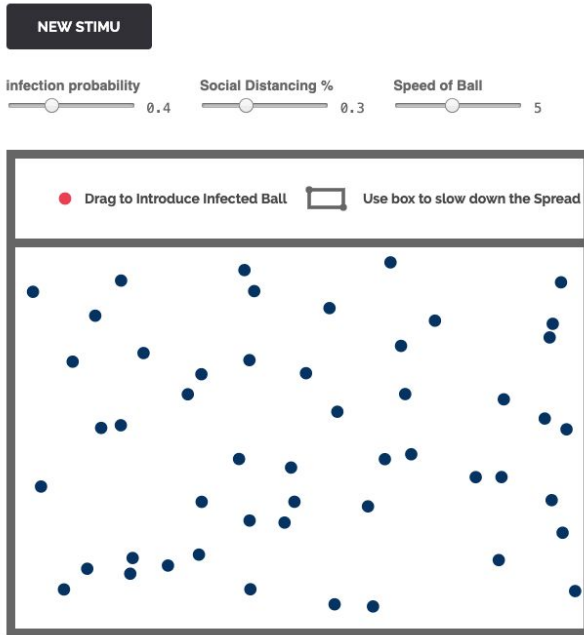 NEW STIMU
infection probability
0.4
Social Distancing %
0.3
Speed of Ball
5
Drag to Introduce Infected Ball
Use box to slow down the Spread